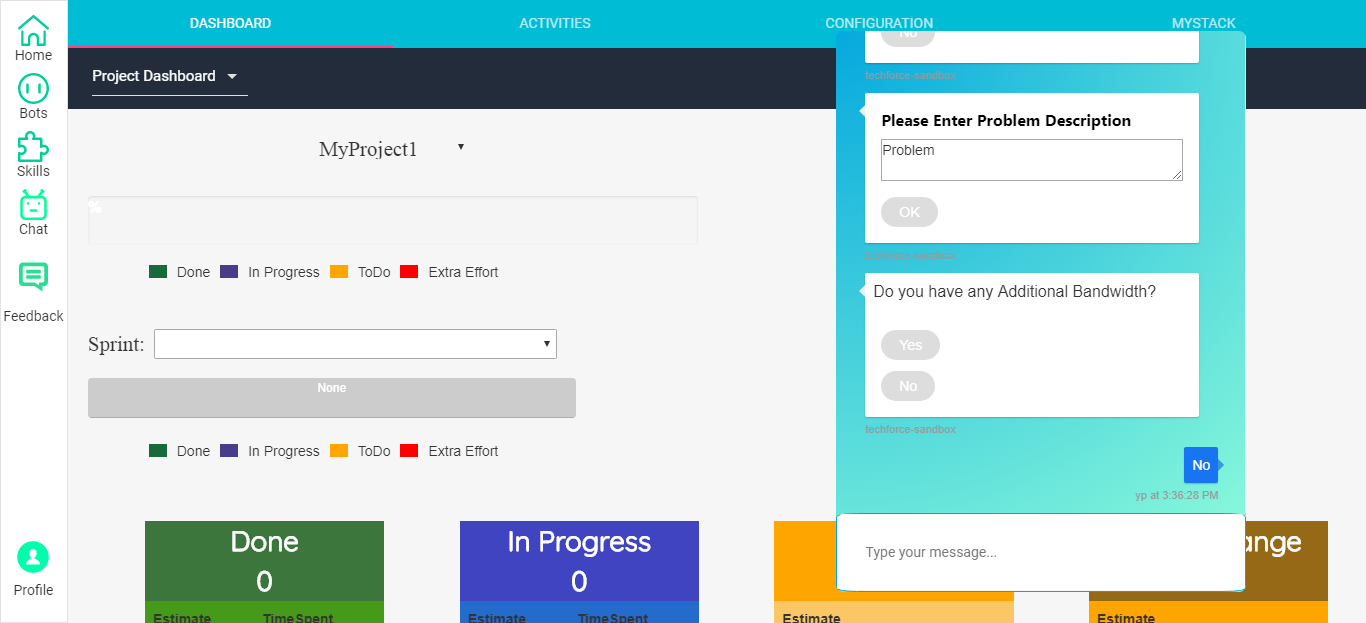 DASHBOARD
ACTIVITIES
CONFIGURATION
MYSTACK
Home
Bots
Skills
Chat
Feedback
Profile
Project Dashboard
MyProject1
%
Done
In Progress
ToDo
Extra Effort
Sprint:
None
Done
In Progress
ToDo
Extra Effort
Done
0
Estimate
TimeSpent
In Progress
0
Estimate
TimeSpent
Estimate
Estimate
No
techforce-sandbox
Please Enter Problem Description
Problem
OK
techforce-sandbox
Do you have any Additional Bandwidth?
Yes
No
techforce-sandbox
No
yp at 3:36:28 PM
Type your message...